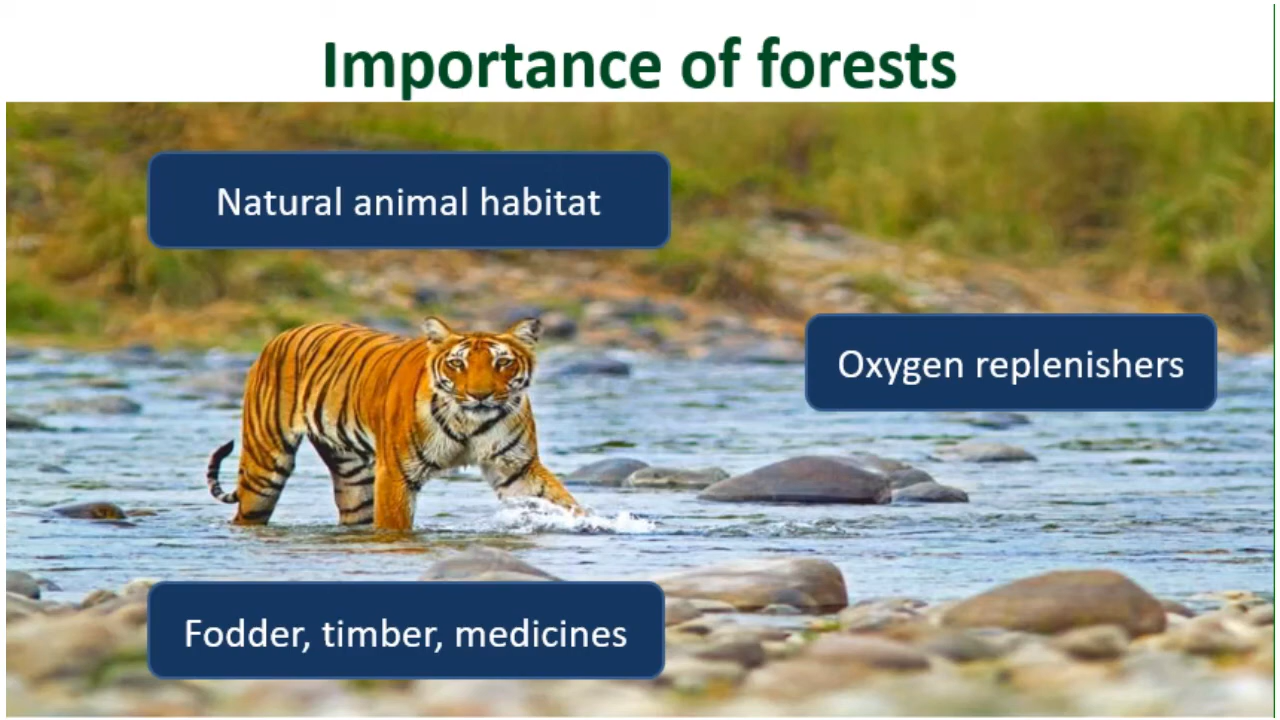 Importance of forests
Natural animal habitat
Oxygen replenishers
Fodder, timber, medicines